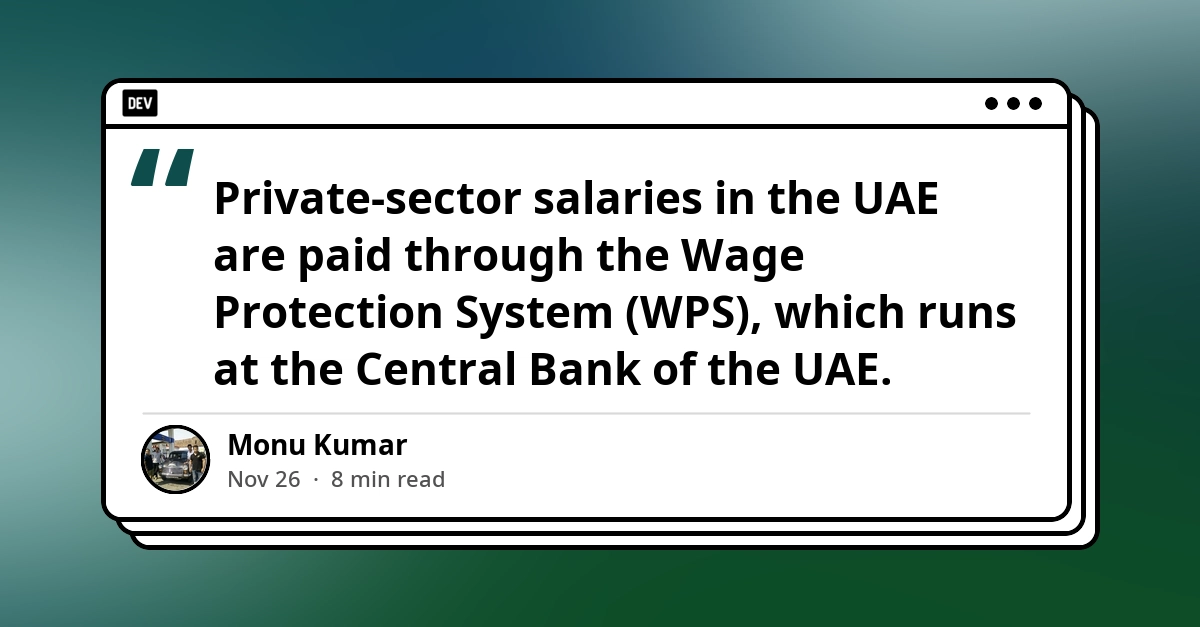 DEV
“
Private-sector salaries in the UAE
are paid through the Wage
Protection System (WPS), which runs
at the Central Bank of the UAE.
Monu Kumar
Nov 26 · 8 min read